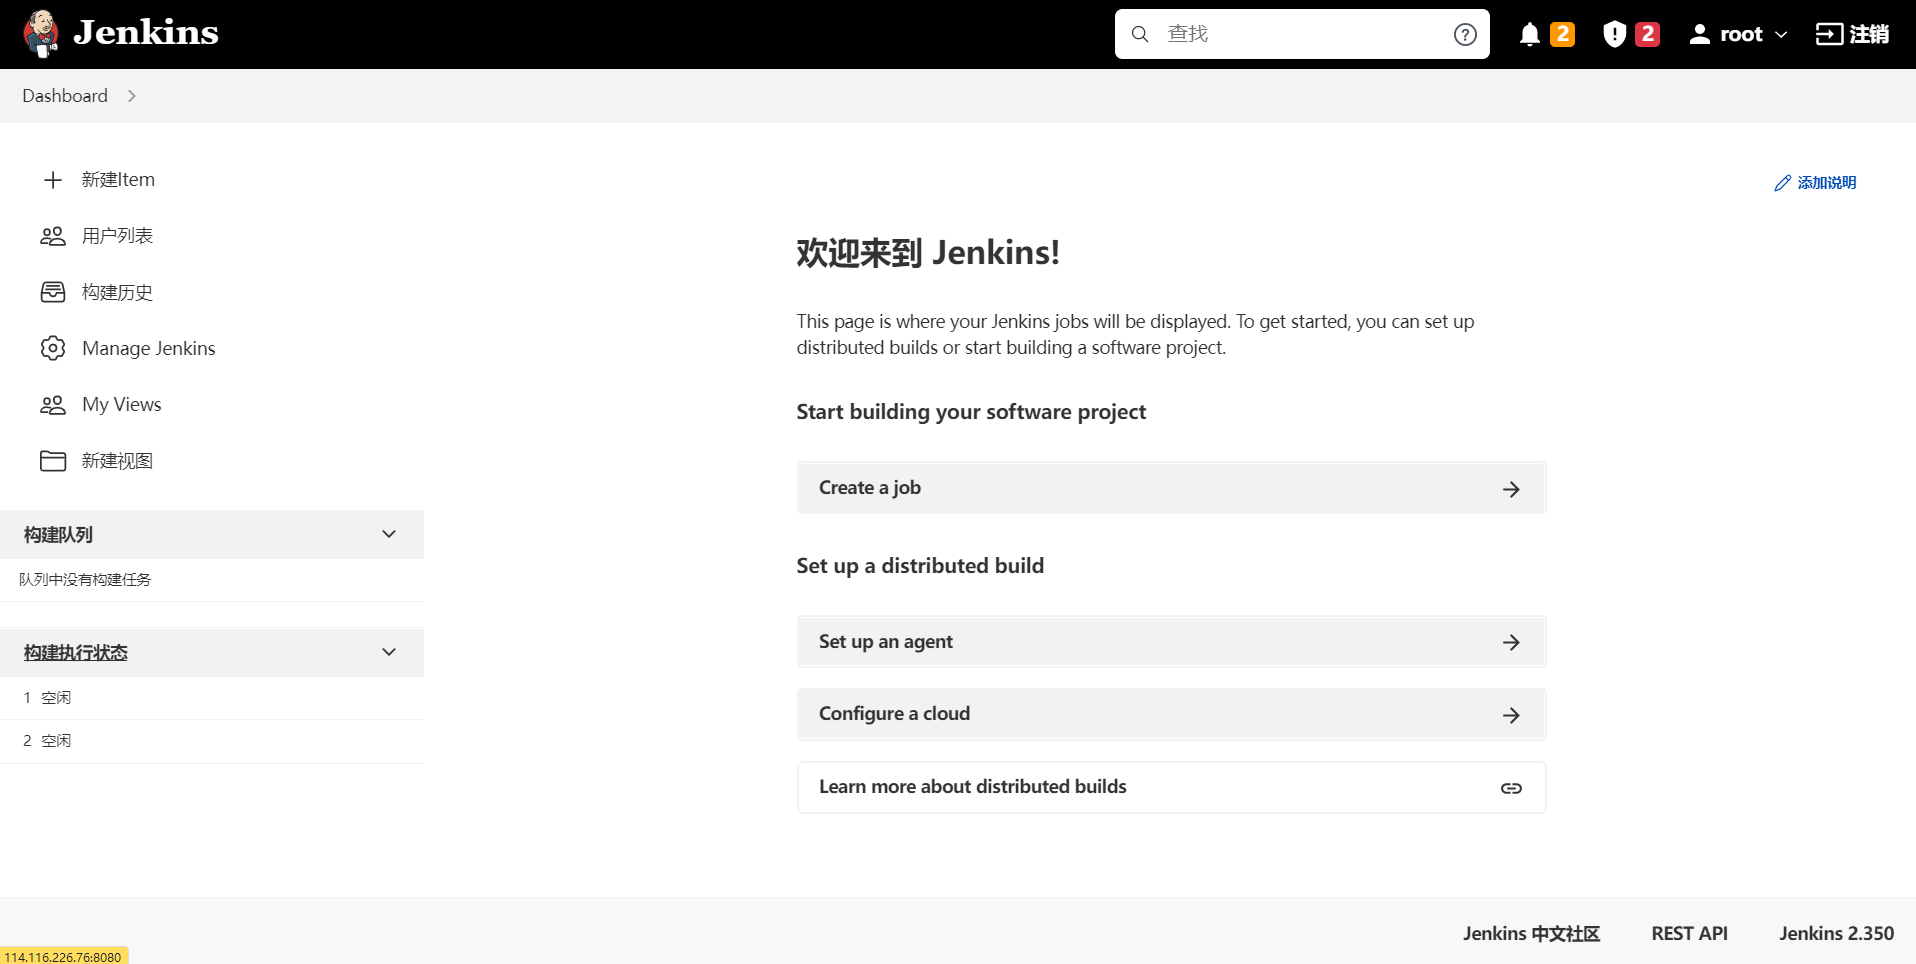 Jenkins
查找
2
2
root
注销
Dashboard
新建Item
用户列表
构建历史
Manage Jenkins
My Views
新建视图
构建队列
队列中没有构建任务
构建执行状态
1 空闲
2 空闲
添加说明
欢迎来到 Jenkins!
This page is where your Jenkins jobs will be displayed. To get started, you can set up
distributed builds or start building a software project.
Start building your software project
Create a job
Set up a distributed build
Set up an agent
Configure a cloud
Learn more about distributed builds
Jenkins 中文社区
REST API
Jenkins 2.350
114.116.226.76:8080